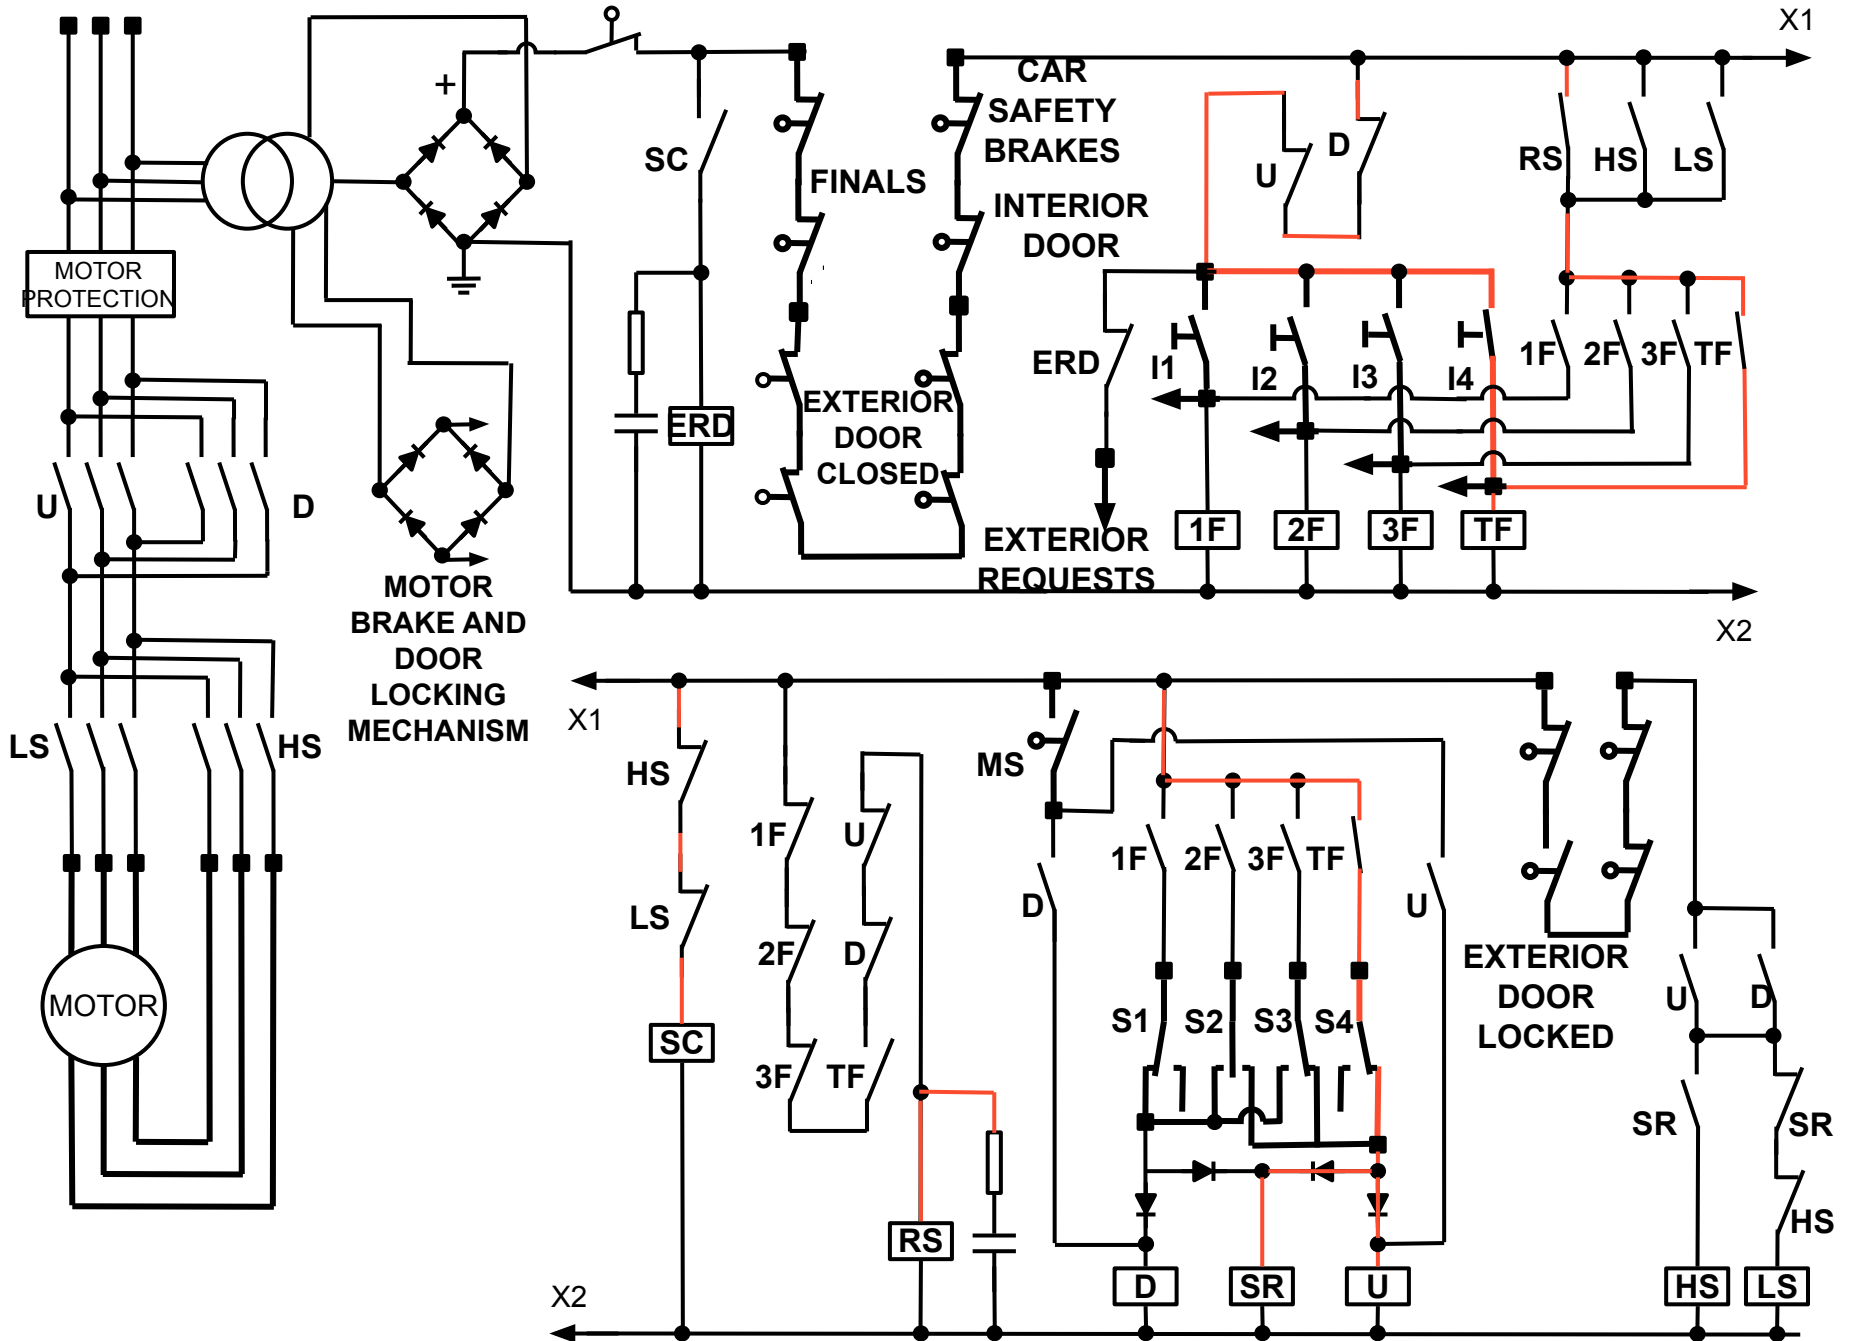 X1
+
CAR
SAFETY
BRAKES
SC
FINALS
INTERIOR
DOOR
U
D
RS
HS
LS
MOTOR
PROTECTION
ERD
I1
I2
I3
I4
1F
2F
3F
TF
ERD
EXTERIOR
DOOR
CLOSED
U
D
EXTERIOR
REQUESTS
1F
2F
3F
TF
MOTOR
BRAKE AND
DOOR
LOCKING
MECHANISM
X2
X1
LS
HS
HS
MS
1F
U
1F
2F
3F
TF
LS
D
U
2F
D
EXTERIOR
DOOR
LOCKED
MOTOR
S1
S2
S3
S4
U
D
SC
3F
TF
SR
SR
RS
HS
D
SR
U
HS
LS
X2